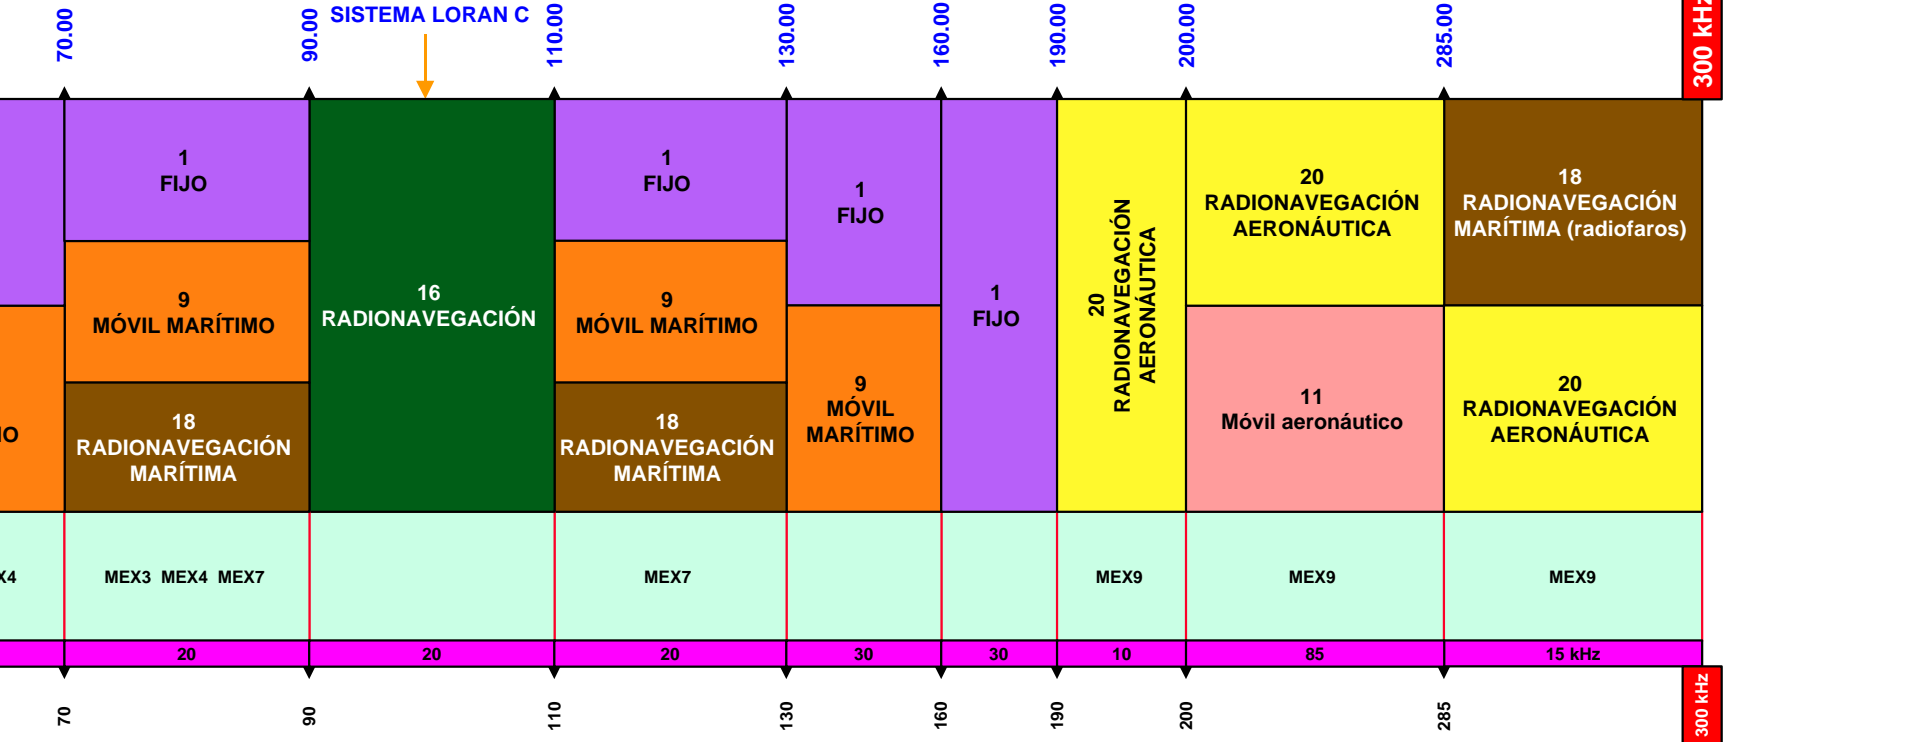 70.00
90.00
SISTEMA LORAN C
110.00
130.00
160.00
190.00
200.00
285.00
300 kHz
1
FIJO
9
MÓVIL MARÍTIMO
18
RADIONAVEGACIÓN
MARÍTIMA
16
RADIONAVEGACIÓN
1
FIJO
9
MÓVIL MARÍTIMO
18
RADIONAVEGACIÓN
MARÍTIMA
1
FIJO
9
MÓVIL
MARÍTIMO
1
FIJO
20
RADIONAVEGACIÓN
AERONÁUTICA
20
RADIONAVEGACIÓN
AERONÁUTICA
11
Móvil aeronáutico
18
RADIONAVEGACIÓN
MARÍTIMA (radiofaros)
20
RADIONAVEGACIÓN
AERONÁUTICA
X4
MEX3 MEX4 MEX7
MEX7
MEX9
MEX9
MEX9
20
20
20
30
30
10
85
15 kHz
70
90
110
130
160
190
200
285
300 kHz